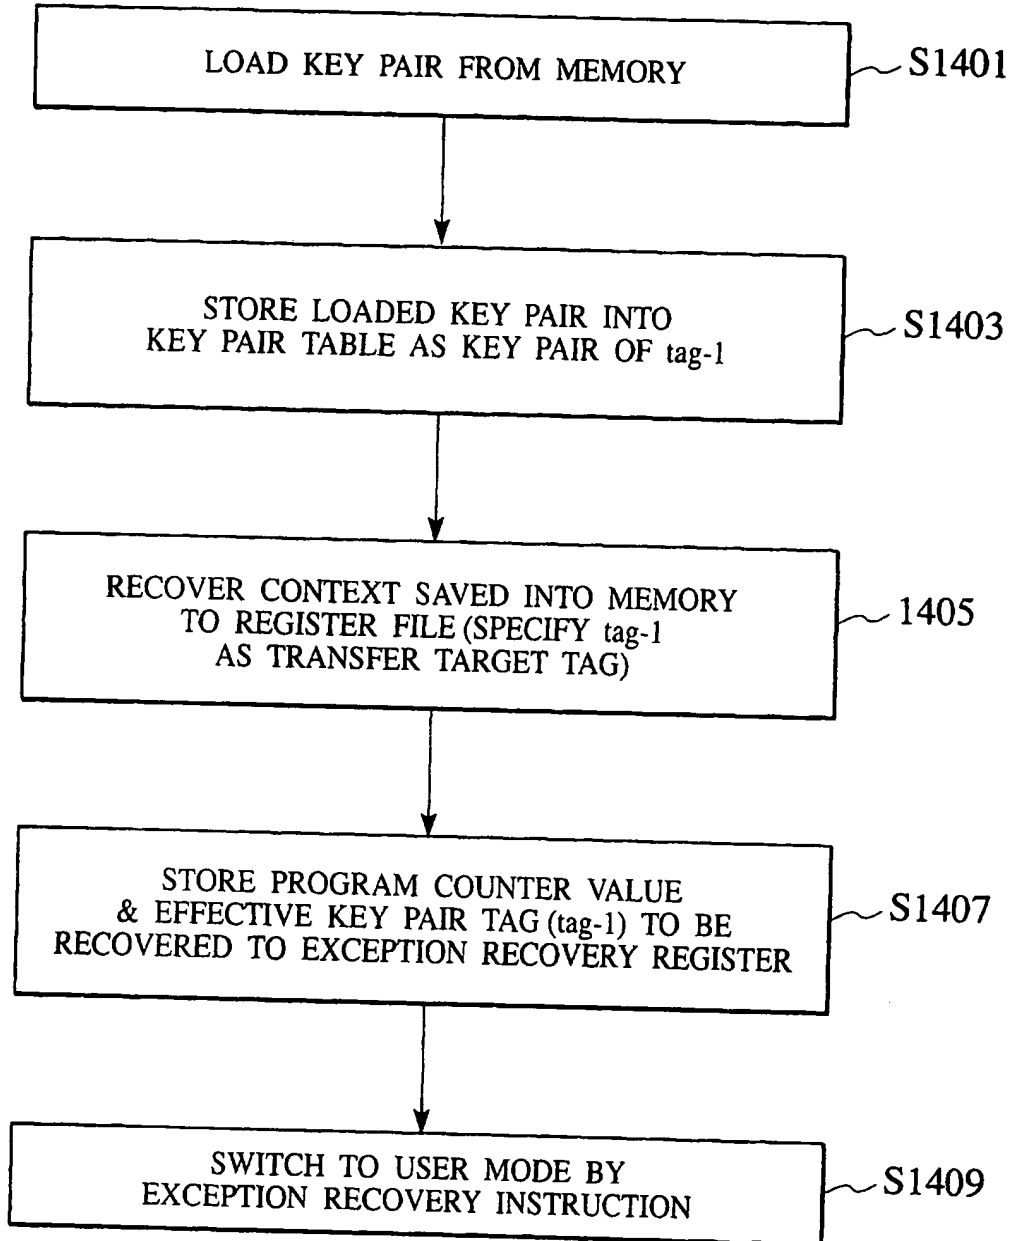 LOAD KEY PAIR FROM MEMORY
S1401
STORE LOADED KEY PAIR INTO
KEY PAIR TABLE AS KEY PAIR OF tag-1
S1403
RECOVER CONTEXT SAVED INTO MEMORY
TO REGISTER FILE (SPECIFY tag-1
AS TRANSFER TARGET TAG)
1405
STORE PROGRAM COUNTER VALUE
& EFFECTIVE KEY PAIR TAG (tag-1) TO BE
RECOVERED TO EXCEPTION RECOVERY REGISTER
S1407
SWITCH TO USER MODE BY
EXCEPTION RECOVERY INSTRUCTION
S1409